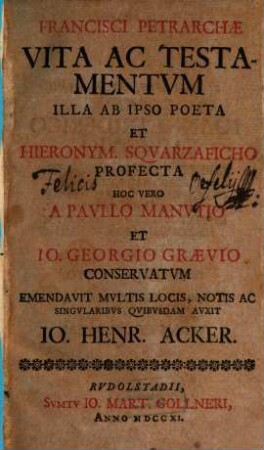 FRANCISCI PETRARCHÆ
VITA AC TESTA-
MENTVM
ILLA AB IPSO POETA
ET
HIERONYM. SQVARZAFICHO
PROFECTA
Felicis
HOC VERO
A PAVLLO MANVTIO
ET
IO. GEORGIO GRÆVIO
CONSERVATVM
EMENDAVIT MVLTIS LOCIS, NOTIS AC
SINGVLARIBVS QVIBVSDAM AVXIT
IO. HENR. ACKER.
RVDOLSTADII,
SVMTV IO. MART. GOLLNERI,
ANNO MDCCXI.